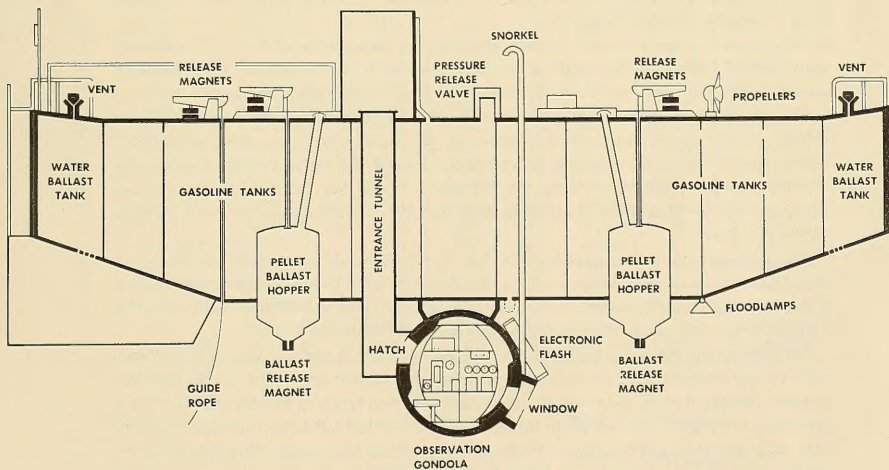 SNORKEL
RELEASE
MAGNETS
PRESSURE
RELEASE
VALVE
RELEASE
MAGNETS
VENT
VENT
PROPELLERS
WATER
BALLAST
TANK
GASOLINE TANKS
ENTRANCE TUNNEL
GASOLINE TANKS
WATER
BALLAST
TANK
PELLET
BALLAST
HOPPER
PELLET
BALLAST
HOPPER
FLOODLAMPS
HATCH
ELECTRONIC
FLASH
BALLAST
RELEASE
MAGNET
BALLAST
RELEASE
MAGNET
GUIDE
ROPE
WINDOW
OBSERVATION
GONDOLA